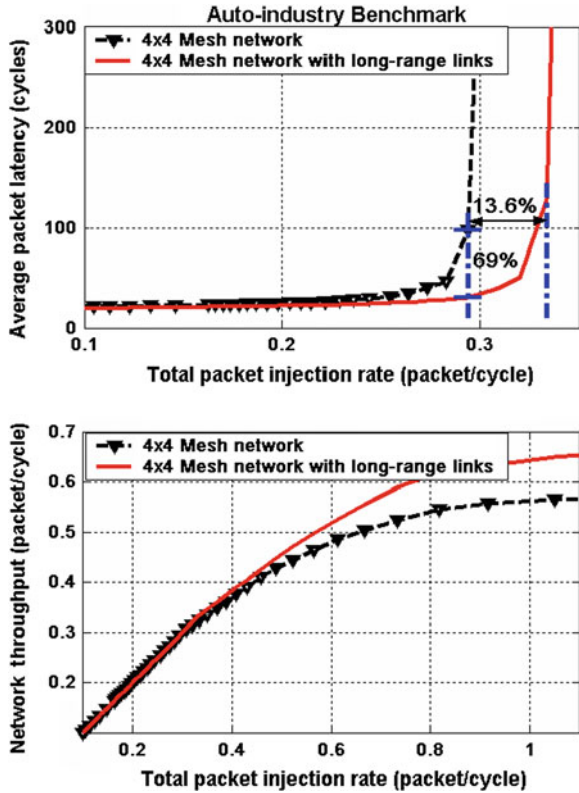 Auto-industry Benchmark
300
4x4 Mesh network
4x4 Mesh network with long-range links
200
13.6%
100
69%
0
0.1
0.2
0.3
Average packet latency (cycles)
Total packet injection rate (packet/cycle)
0.7
4x4 Mesh network
4x4 Mesh network with long-range links
0.6
0.5
0.4
0.3
0.2
0.2
0.4
0.6
0.8
1
Network throughput (packet/cycle)
Total packet injection rate (packet/cycle)